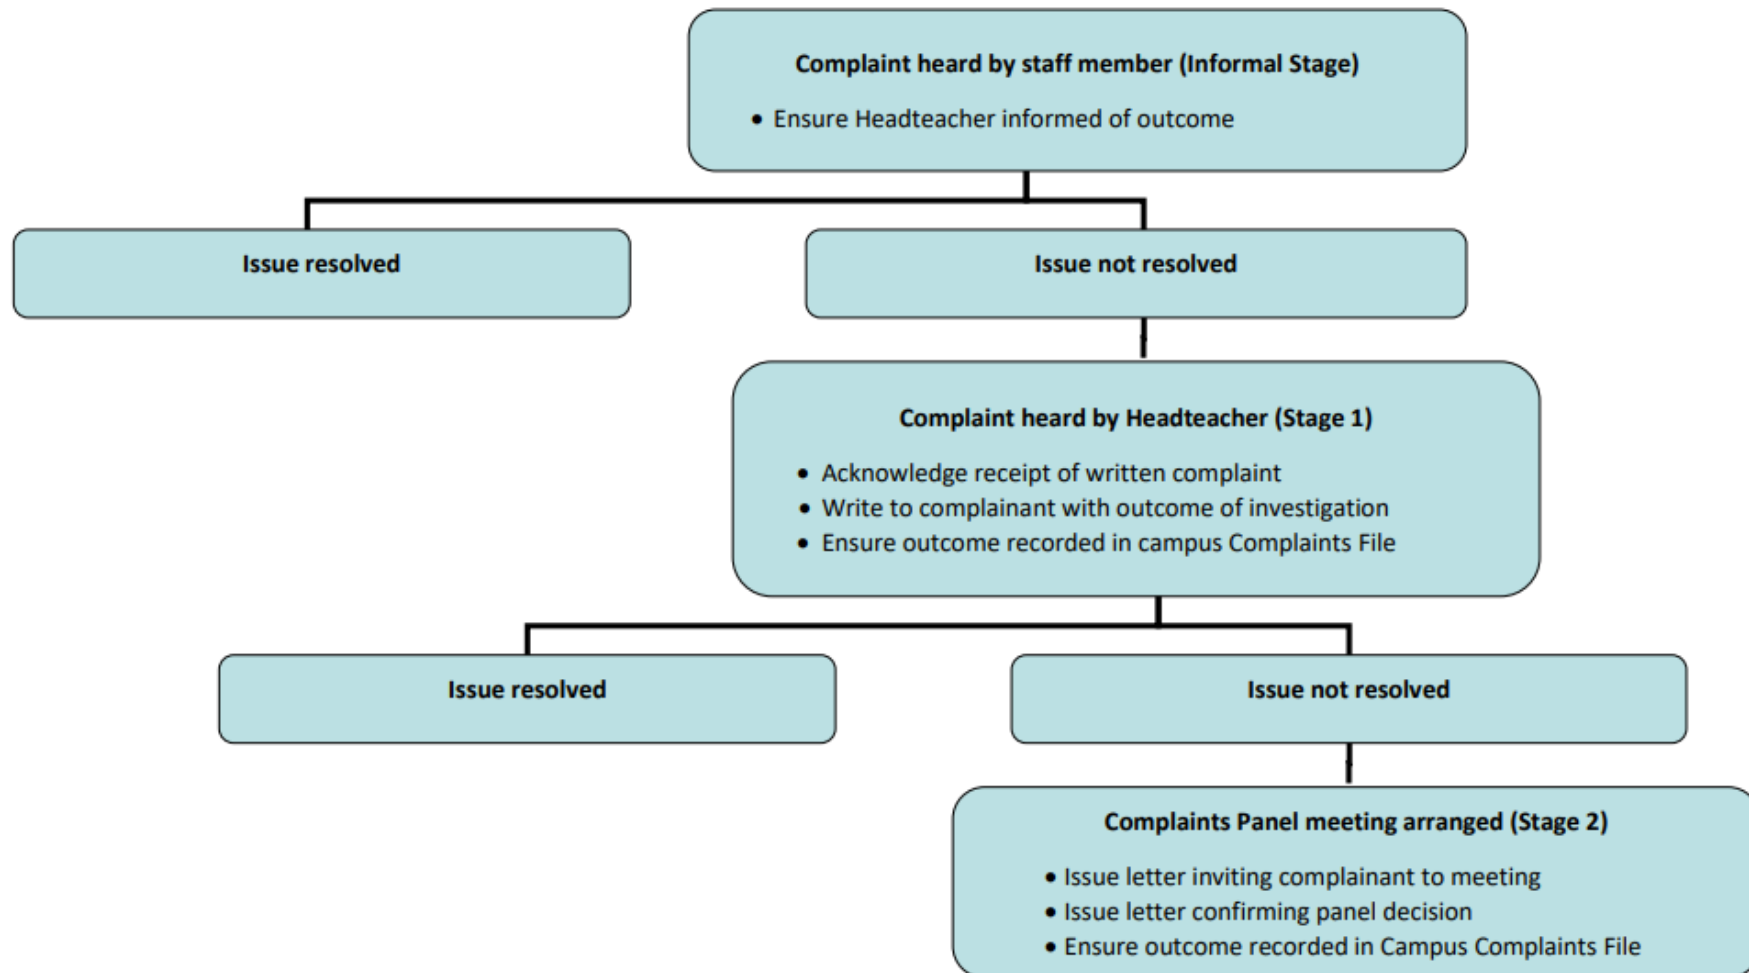 Complaint heard by staff member (Informal Stage)
• Ensure Headteacher informed of outcome
Issue resolved
Issue not resolved
Complaint heard by Headteacher (Stage 1)
• Acknowledge receipt of written complaint
• Write to complainant with outcome of investigation
• Ensure outcome recorded in campus Complaints File
Issue resolved
Issue not resolved
Complaints Panel meeting arranged (Stage 2)
• Issue letter inviting complainant to meeting
• Issue letter confirming panel decision
• Ensure outcome recorded in Campus Complaints File